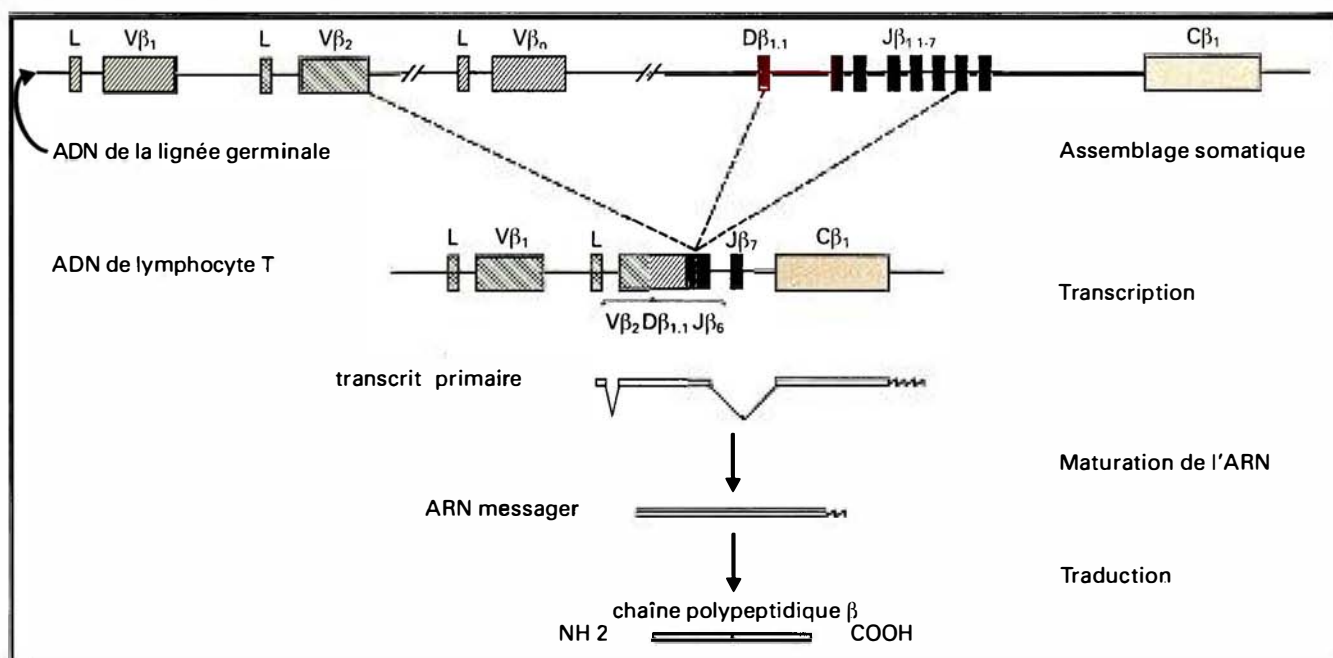 L Vβ₁ L Vβ₂ L Vβₙ Dβ₁.₁ Jβ₁ ₁-₇ Cβ₁
ADN de la lignée germinale
Assemblage somatique
L Vβ₁ L Jβ₇ Cβ₁
ADN de lymphocyte T
Transcription
Vβ₂ Dβ₁.₁ Jβ₆
transcrit primaire
Maturation de l'ARN
ARN messager
Traduction
chaîne polypeptidique β
NH 2 COOH